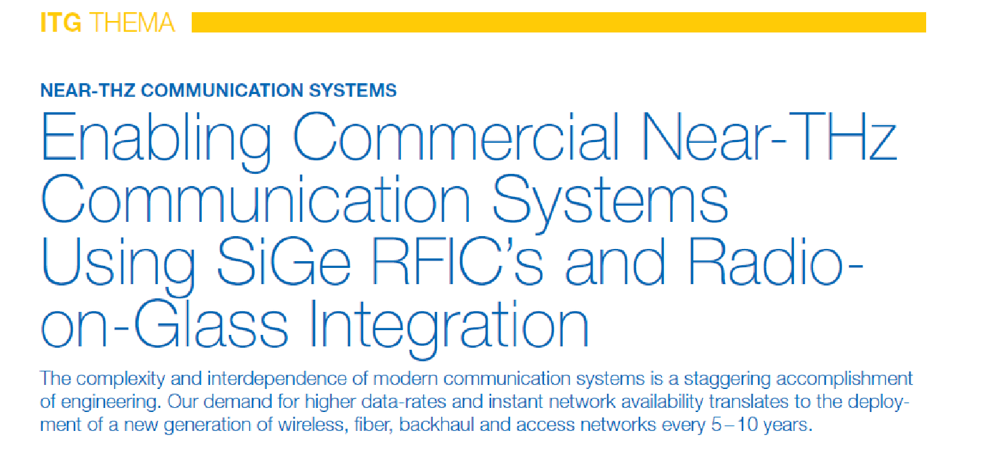 ITG THEMA
NEAR-THZ COMMUNICATION SYSTEMS
Enabling Commercial Near-THz
Communication Systems
Using SiGe RFIC’s and Radio-
on-Glass Integration
The complexity and interdependence of modern communication systems is a staggering accomplishment
of engineering. Our demand for higher data-rates and instant network availability translates to the deploy-
ment of a new generation of wireless, fiber, backhaul and access networks every 5–10 years.